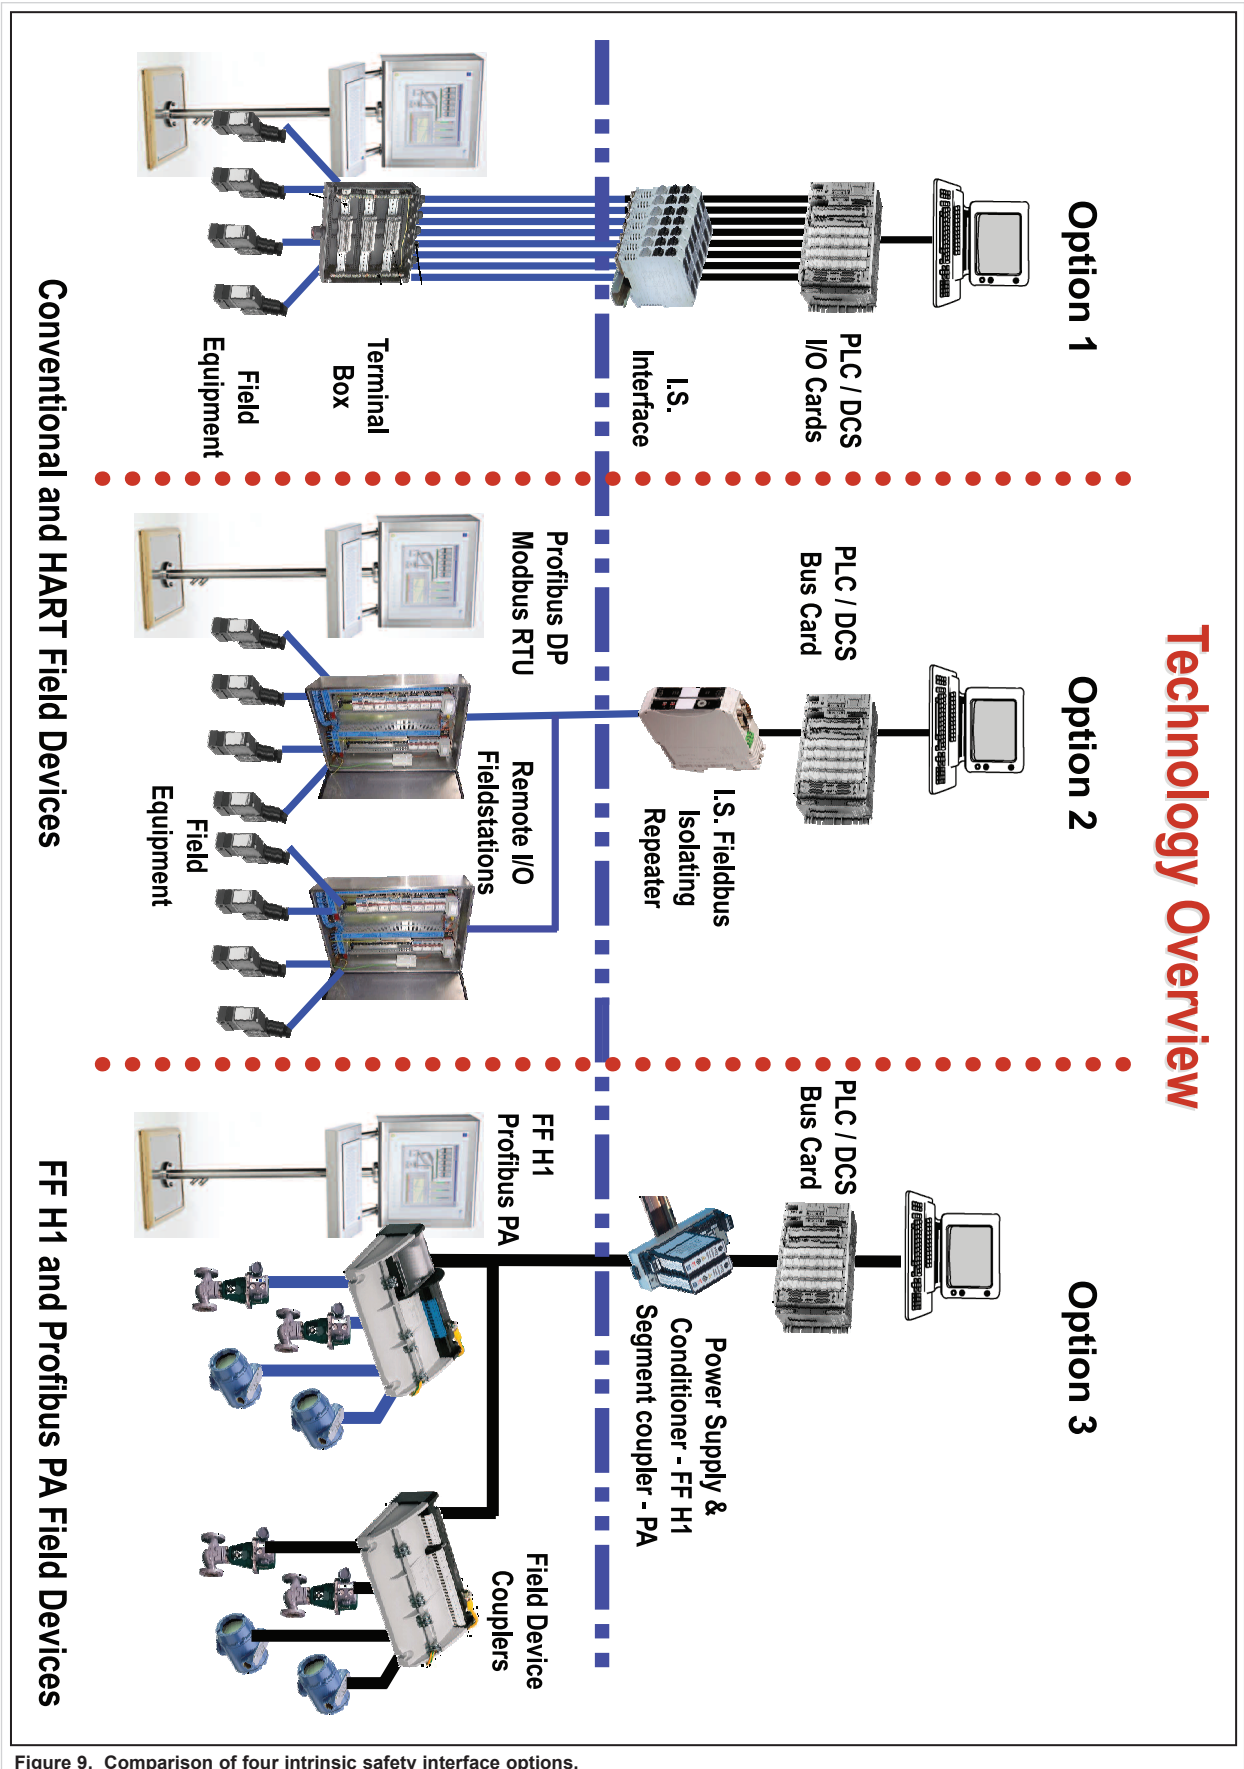 Technology Overview
Option 1
Option 2
Option 3
PLC / DCS
I/O Cards
PLC / DCS
Bus Card
PLC / DCS
Bus Card
I.S.
Interface
I.S. Fieldbus
Isolating
Repeater
Power Supply &
Conditioner - FF H1
Segment coupler - PA
Profibus DP
Modbus RTU
FF H1
Profibus PA
Terminal
Box
Remote I/O
Fieldstations
Field Device
Couplers
Field
Equipment
Field
Equipment
Conventional and HART Field Devices
FF H1 and Profibus PA Field Devices
Figure 9. Comparison of four intrinsic safety interface options.